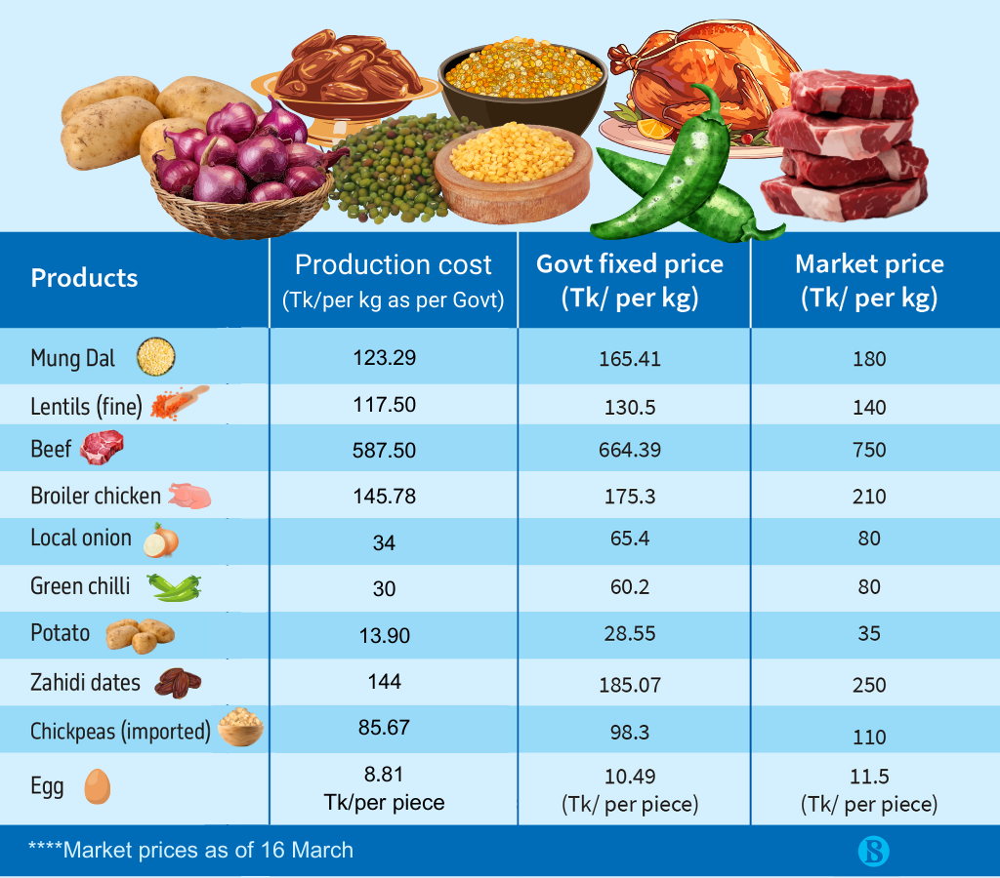 Products
Production cost
(Tk/per kg as per Govt)
Govt fixed price
(Tk/ per kg)
Market price
(Tk/ per kg)
Mung Dal 123.29 165.41 180
Lentils (fine) 117.50 130.5 140
Beef 587.50 664.39 750
Broiler chicken 145.78 175.3 210
Local onion 34 65.4 80
Green chilli 30 60.2 80
Potato 13.90 28.55 35
Zahidi dates 144 185.07 250
Chickpeas (imported) 85.67 98.3 110
Egg 8.81 10.49 11.5
Tk/per piece (Tk/ per piece) (Tk/ per piece)
****Market prices as of 16 March
B